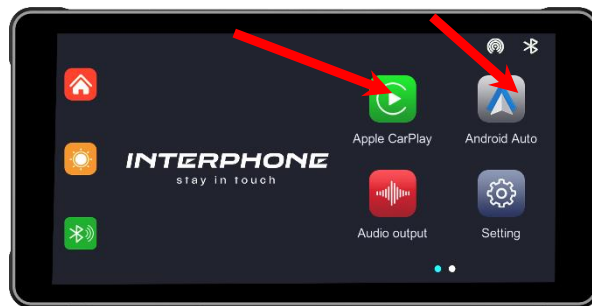 Apple CarPlay
Android Auto
INTERPHONE
stay in touch
Audio output
Setting